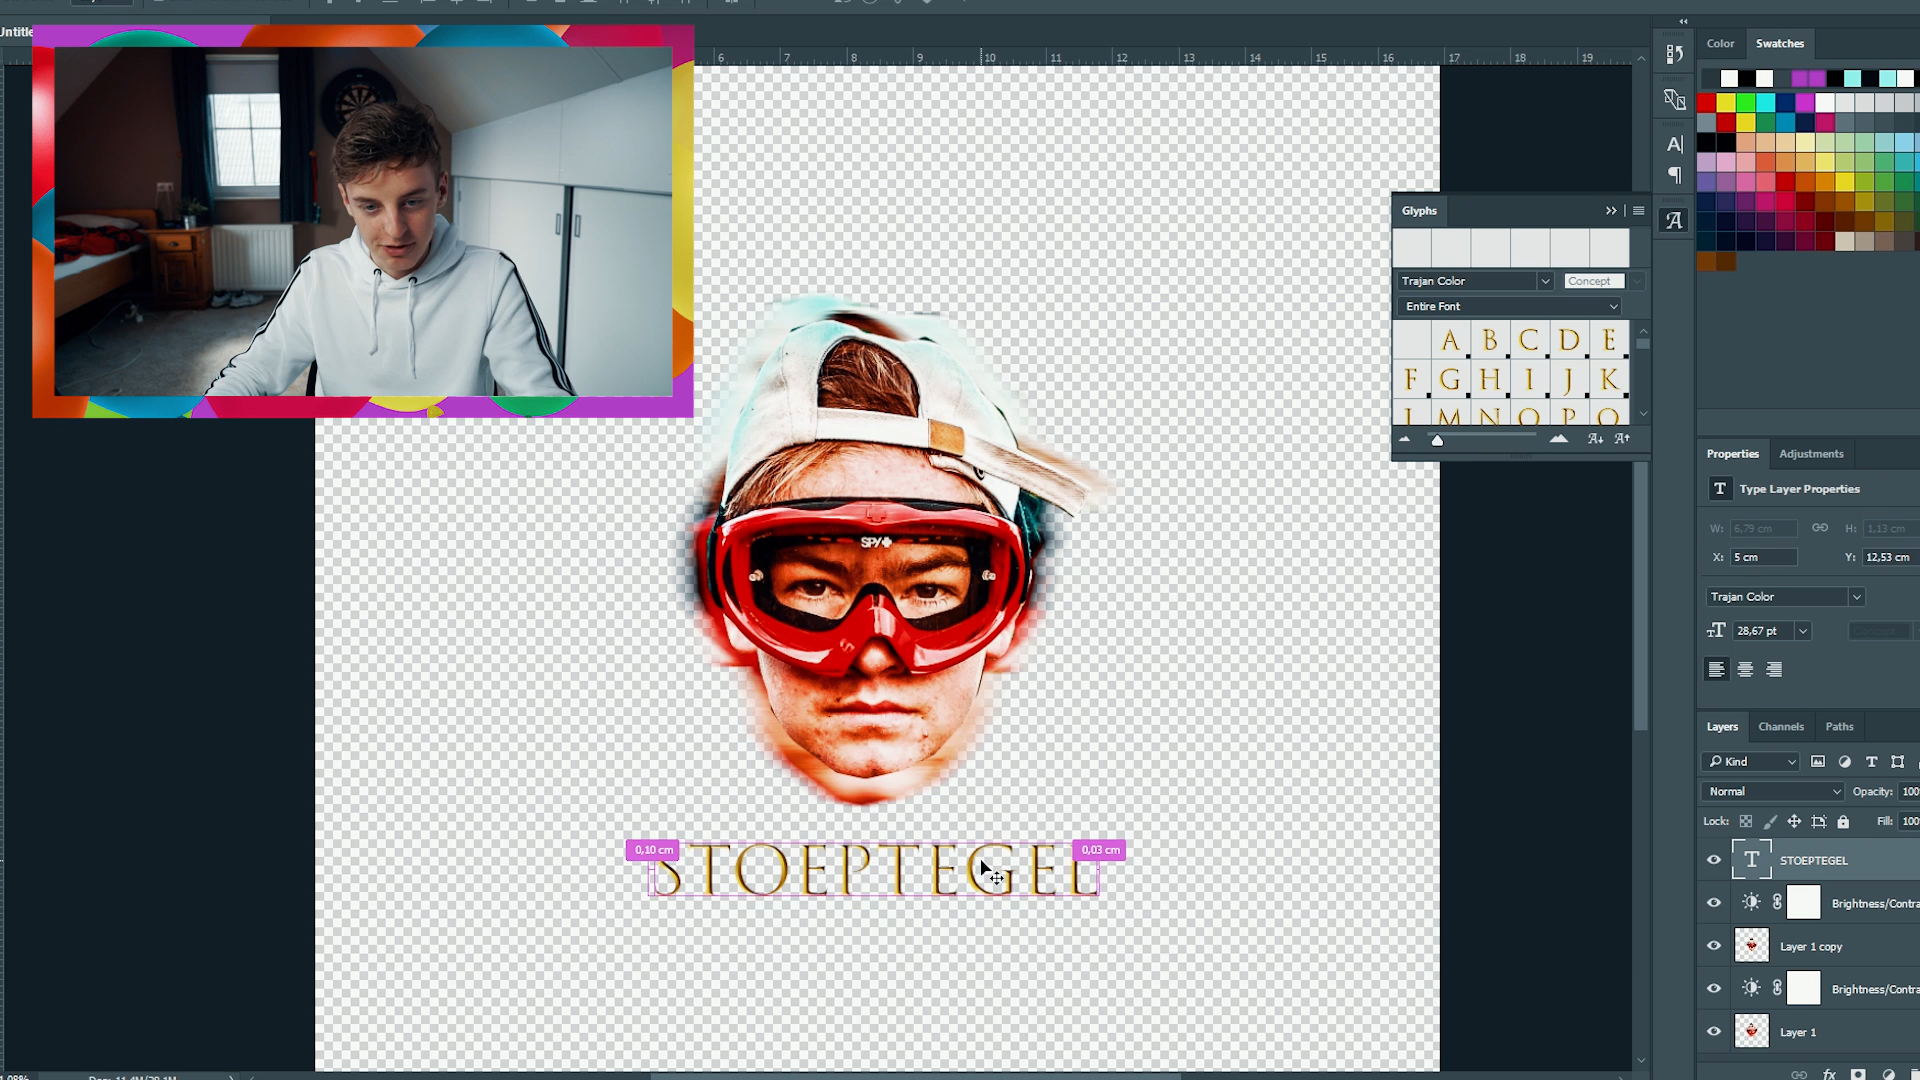 6 7 8 9 10 11 12 13 14 15 16 17 18 19
Color Swatches
Glyphs
Trajan Color Concept
Entire Font
A B C D E
F G H I J K
L M N O P Q
Properties Adjustments
T Type Layer Properties
W: 6,79 cm H: 1,13 cm
X: 5 cm Y: 12,53 cm
Trajan Color
28,67 pt
Layers Channels Paths
Kind
Normal Opacity: 100
Lock: Fill: 100
STOEPTEGEL
Brightness/Contra
Layer 1 copy
Brightness/Contra
Layer 1
fx
SPY
0,10 cm 0,03 cm
STOEPTEGEL